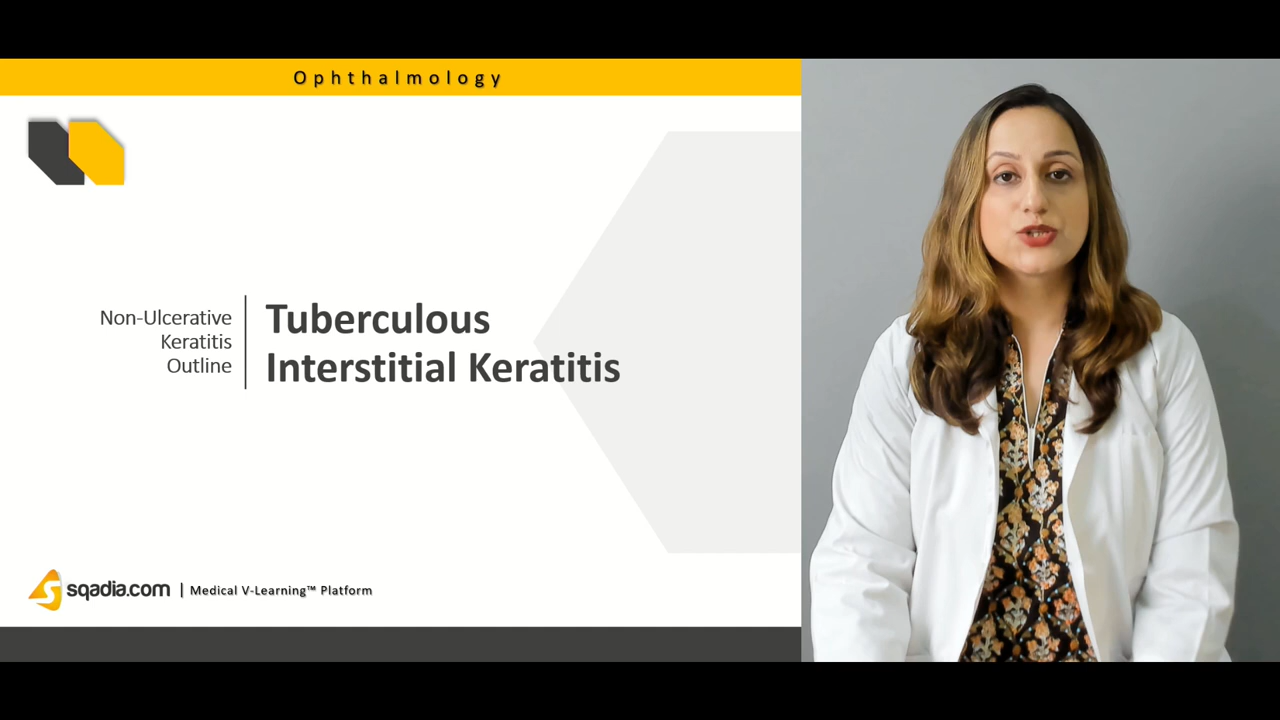 Ophthalmology
Non-Ulcerative
Keratitis
Outline
Tuberculous
Interstitial Keratitis
sqadia.com | Medical V-Learning™ Platform